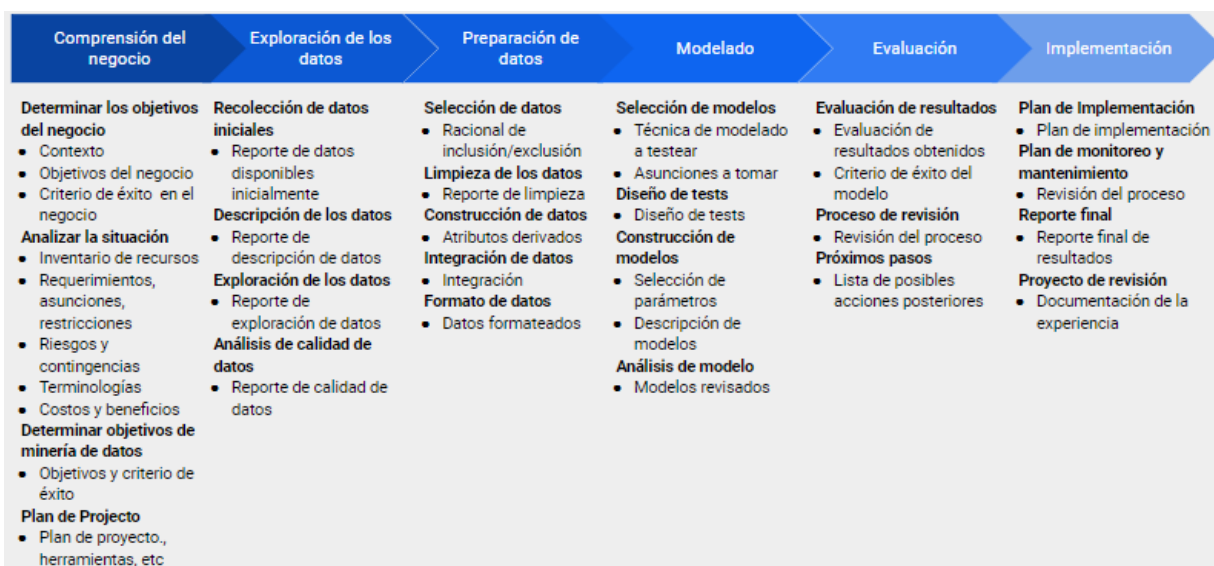 Comprensión del
negocio
Exploración de los
datos
Preparación de
datos
Modelado
Evaluación
Implementación
Determinar los objetivos
del negocio
• Contexto
• Objetivos del negocio
• Criterio de éxito en el
negocio
Analizar la situación
• Inventario de recursos
• Requerimientos,
asunciones,
restricciones
• Riesgos y
contingencias
• Terminologías
• Costos y beneficios
Determinar objetivos de
minería de datos
• Objetivos y criterio de
éxito
Plan de Projecto
• Plan de proyecto.,
herramientas, etc
Recolección de datos
iniciales
• Reporte de datos
disponibles
inicialmente
Descripción de los datos
• Reporte de
descripción de datos
Exploración de los datos
• Reporte de
exploración de datos
Análisis de calidad de
datos
• Reporte de calidad de
datos
Selección de datos
• Racional de
inclusión/exclusión
Limpieza de los datos
• Reporte de limpieza
Construcción de datos
• Atributos derivados
Integración de datos
• Integración
Formato de datos
• Datos formateados
Selección de modelos
• Técnica de modelado
a testear
• Asunciones a tomar
Diseño de tests
• Diseño de tests
Construcción de
modelos
• Selección de
parámetros
• Descripción de
modelos
Análisis de modelo
• Modelos revisados
Evaluación de resultados
• Evaluación de
resultados obtenidos
• Criterio de éxito del
modelo
Proceso de revisión
• Revisión del proceso
Próximos pasos
• Lista de posibles
acciones posteriores
Plan de Implementación
• Plan de implementación
Plan de monitoreo y
mantenimiento
• Revisión del proceso
Reporte final
• Reporte final de
resultados
Proyecto de revisión
• Documentación de la
experiencia